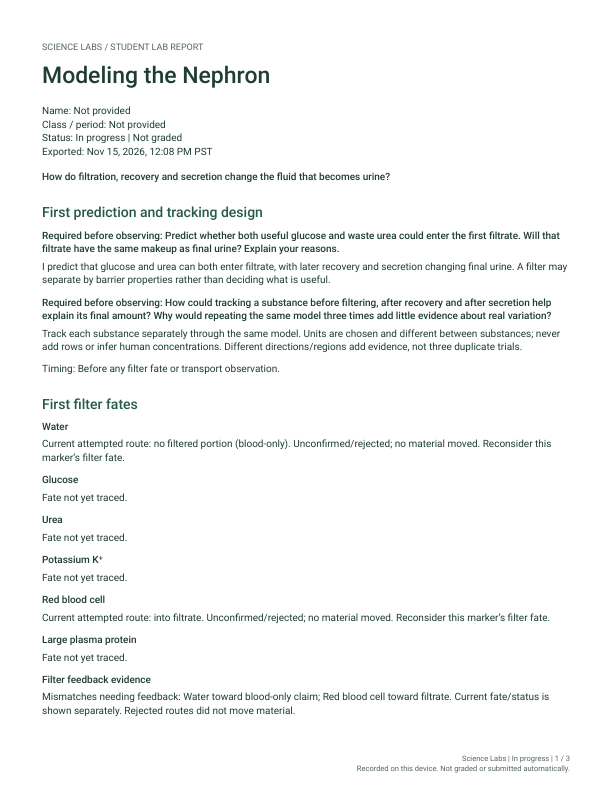 SCIENCE LABS / STUDENT LAB REPORT
Modeling the Nephron
Name: Not provided
Class / period: Not provided
Status: In progress | Not graded
Exported: Nov 15, 2026, 12:08 PM PST
How do filtration, recovery and secretion change the fluid that becomes urine?
First prediction and tracking design
Required before observing: Predict whether both useful glucose and waste urea could enter the first filtrate. Will that
filtrate have the same makeup as final urine? Explain your reasons.
I predict that glucose and urea can both enter filtrate, with later recovery and secretion changing final urine. A filter may
separate by barrier properties rather than deciding what is useful.
Required before observing: How could tracking a substance before filtering, after recovery and after secretion help
explain its final amount? Why would repeating the same model three times add little evidence about real variation?
Track each substance separately through the same model. Units are chosen and different between substances; never
add rows or infer human concentrations. Different directions/regions add evidence, not three duplicate trials.
Timing: Before any filter fate or transport observation.
First filter fates
Water
Current attempted route: no filtered portion (blood-only). Unconfirmed/rejected; no material moved. Reconsider this
marker's filter fate.
Glucose
Fate not yet traced.
Urea
Fate not yet traced.
Potassium K⁺
Fate not yet traced.
Red blood cell
Current attempted route: into filtrate. Unconfirmed/rejected; no material moved. Reconsider this marker's filter fate.
Large plasma protein
Fate not yet traced.
Filter feedback evidence
Mismatches needing feedback: Water toward blood-only claim; Red blood cell toward filtrate. Current fate/status is
shown separately. Rejected routes did not move material.
Science Labs | In progress | 1 / 3
Recorded on this device. Not graded or submitted automatically.